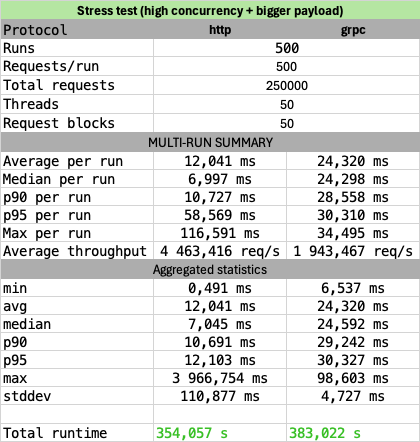 Stress test (high concurrency + bigger payload)
Protocol http grpc
Runs 500
Requests/run 500
Total requests 250000
Threads 50
Request blocks 50
MULTI-RUN SUMMARY
Average per run 12,041 ms 24,320 ms
Median per run 6,997 ms 24,298 ms
p90 per run 10,727 ms 28,558 ms
p95 per run 58,569 ms 30,310 ms
Max per run 116,591 ms 34,495 ms
Average throughput 4 463,416 req/s 1 943,467 req/s
Aggregated statistics
min 0,491 ms 6,537 ms
avg 12,041 ms 24,320 ms
median 7,045 ms 24,592 ms
p90 10,691 ms 29,242 ms
p95 12,103 ms 30,327 ms
max 3 966,754 ms 98,603 ms
stddev 110,877 ms 4,727 ms
Total runtime 354,057 s 383,022 s